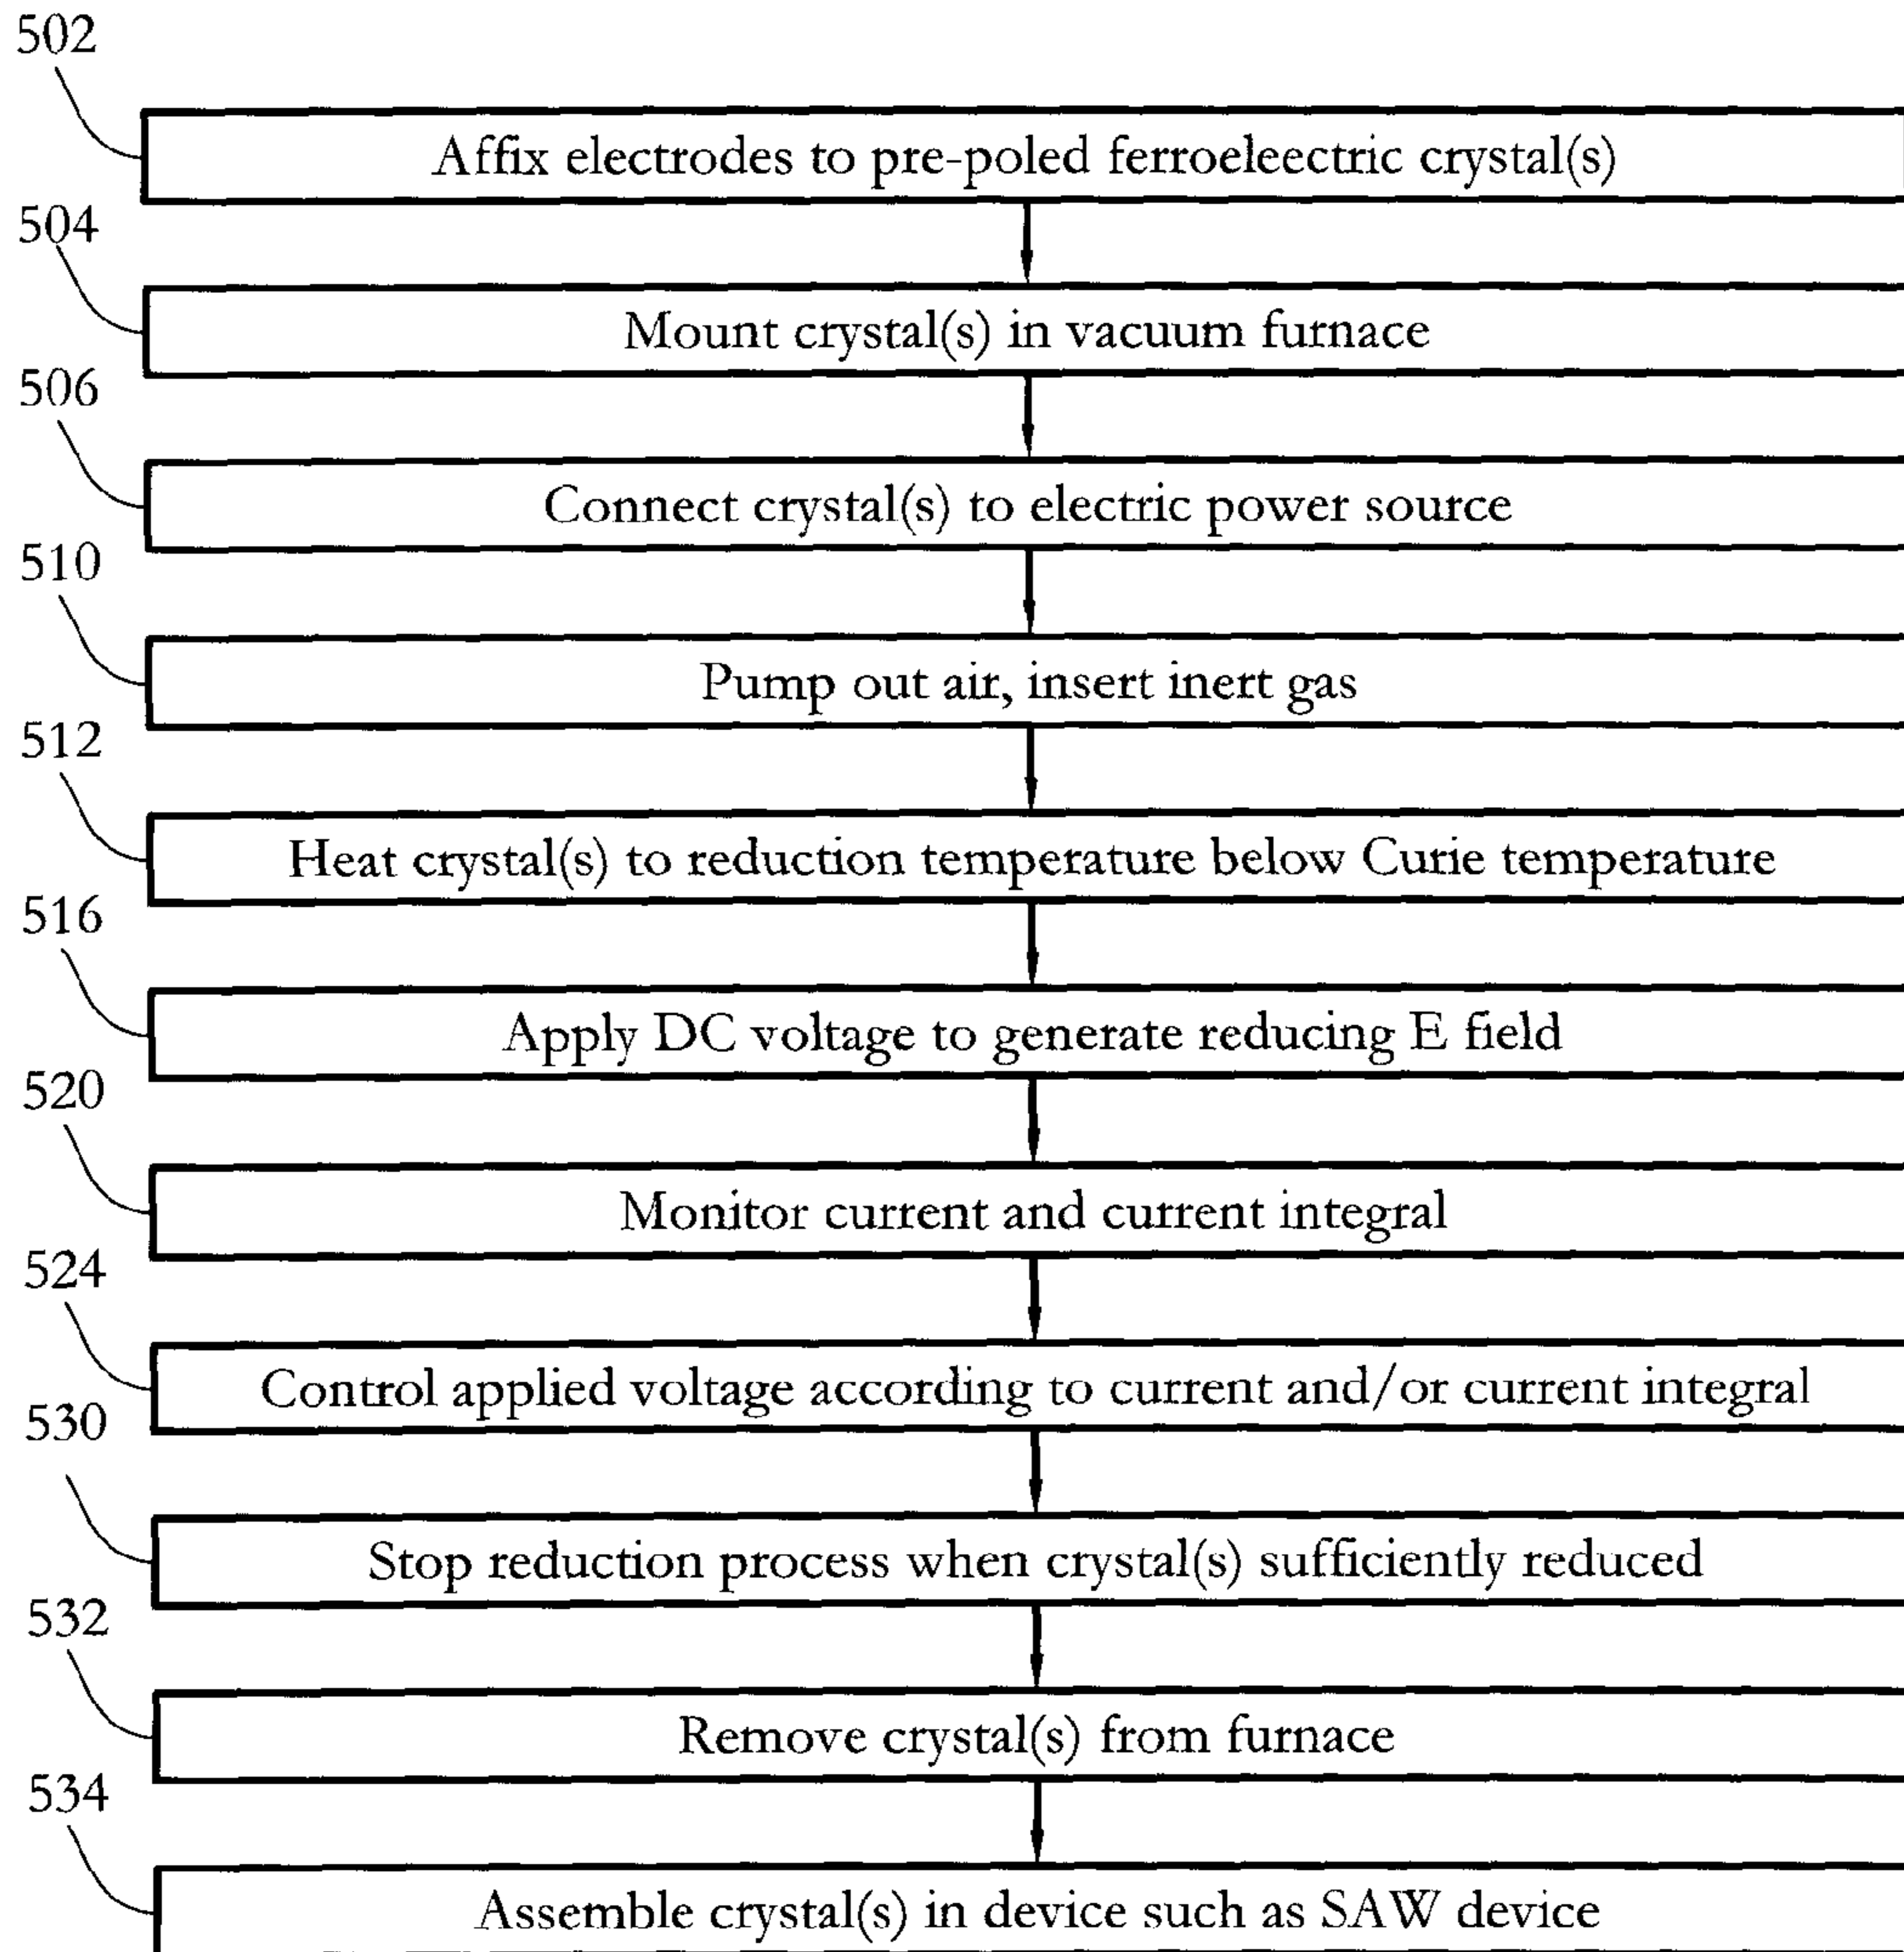 502
Affix electrodes to pre-poled ferroeleectric crystal(s)
504
Mount crystal(s) in vacuum furnace
506
Connect crystal(s) to electric power source
510
Pump out air, insert inert gas
512
Heat crystal(s) to reduction temperature below Curie temperature
516
Apply DC voltage to generate reducing E field
520
Monitor current and current integral
524
Control applied voltage according to current and/or current integral
530
Stop reduction process when crystal(s) sufficiently reduced
532
Remove crystal(s) from furnace
534
Assemble crystal(s) in device such as SAW device